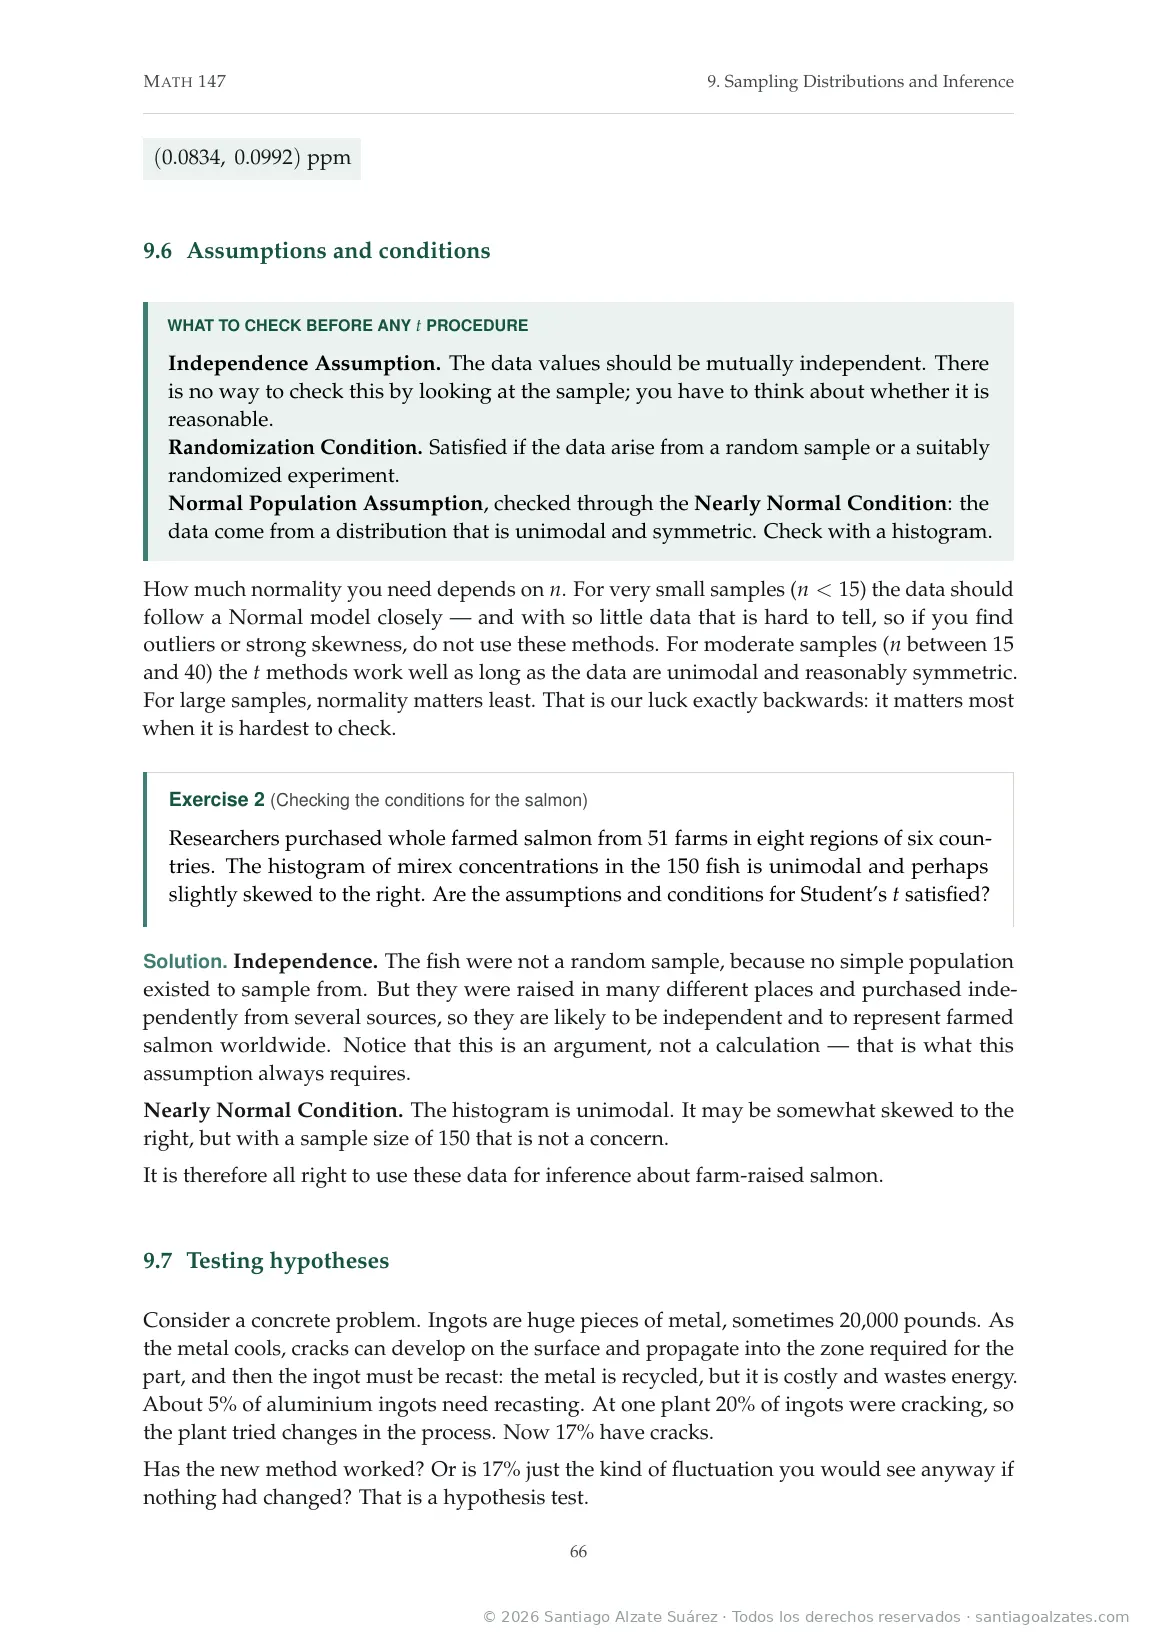 MATH 147
9. Sampling Distributions and Inference
(0.0834, 0.0992) ppm
9.6 Assumptions and conditions
WHAT TO CHECK BEFORE ANY t PROCEDURE
Independence Assumption. The data values should be mutually independent. There
is no way to check this by looking at the sample; you have to think about whether it is
reasonable.
Randomization Condition. Satisfied if the data arise from a random sample or a suitably
randomized experiment.
Normal Population Assumption, checked through the Nearly Normal Condition: the
data come from a distribution that is unimodal and symmetric. Check with a histogram.
How much normality you need depends on n. For very small samples (n < 15) the data should
follow a Normal model closely — and with so little data that is hard to tell, so if you find
outliers or strong skewness, do not use these methods. For moderate samples (n between 15
and 40) the t methods work well as long as the data are unimodal and reasonably symmetric.
For large samples, normality matters least. That is our luck exactly backwards: it matters most
when it is hardest to check.
Exercise 2 (Checking the conditions for the salmon)
Researchers purchased whole farmed salmon from 51 farms in eight regions of six coun-
tries. The histogram of mirex concentrations in the 150 fish is unimodal and perhaps
slightly skewed to the right. Are the assumptions and conditions for Student's t satisfied?
Solution. Independence. The fish were not a random sample, because no simple population
existed to sample from. But they were raised in many different places and purchased inde-
pendently from several sources, so they are likely to be independent and to represent farmed
salmon worldwide. Notice that this is an argument, not a calculation — that is what this
assumption always requires.
Nearly Normal Condition. The histogram is unimodal. It may be somewhat skewed to the
right, but with a sample size of 150 that is not a concern.
It is therefore all right to use these data for inference about farm-raised salmon.
9.7 Testing hypotheses
Consider a concrete problem. Ingots are huge pieces of metal, sometimes 20,000 pounds. As
the metal cools, cracks can develop on the surface and propagate into the zone required for the
part, and then the ingot must be recast: the metal is recycled, but it is costly and wastes energy.
About 5% of aluminium ingots need recasting. At one plant 20% of ingots were cracking, so
the plant tried changes in the process. Now 17% have cracks.
Has the new method worked? Or is 17% just the kind of fluctuation you would see anyway if
nothing had changed? That is a hypothesis test.
66
© 2026 Santiago Alzate Suárez · Todos los derechos reservados · santiagoalzates.com